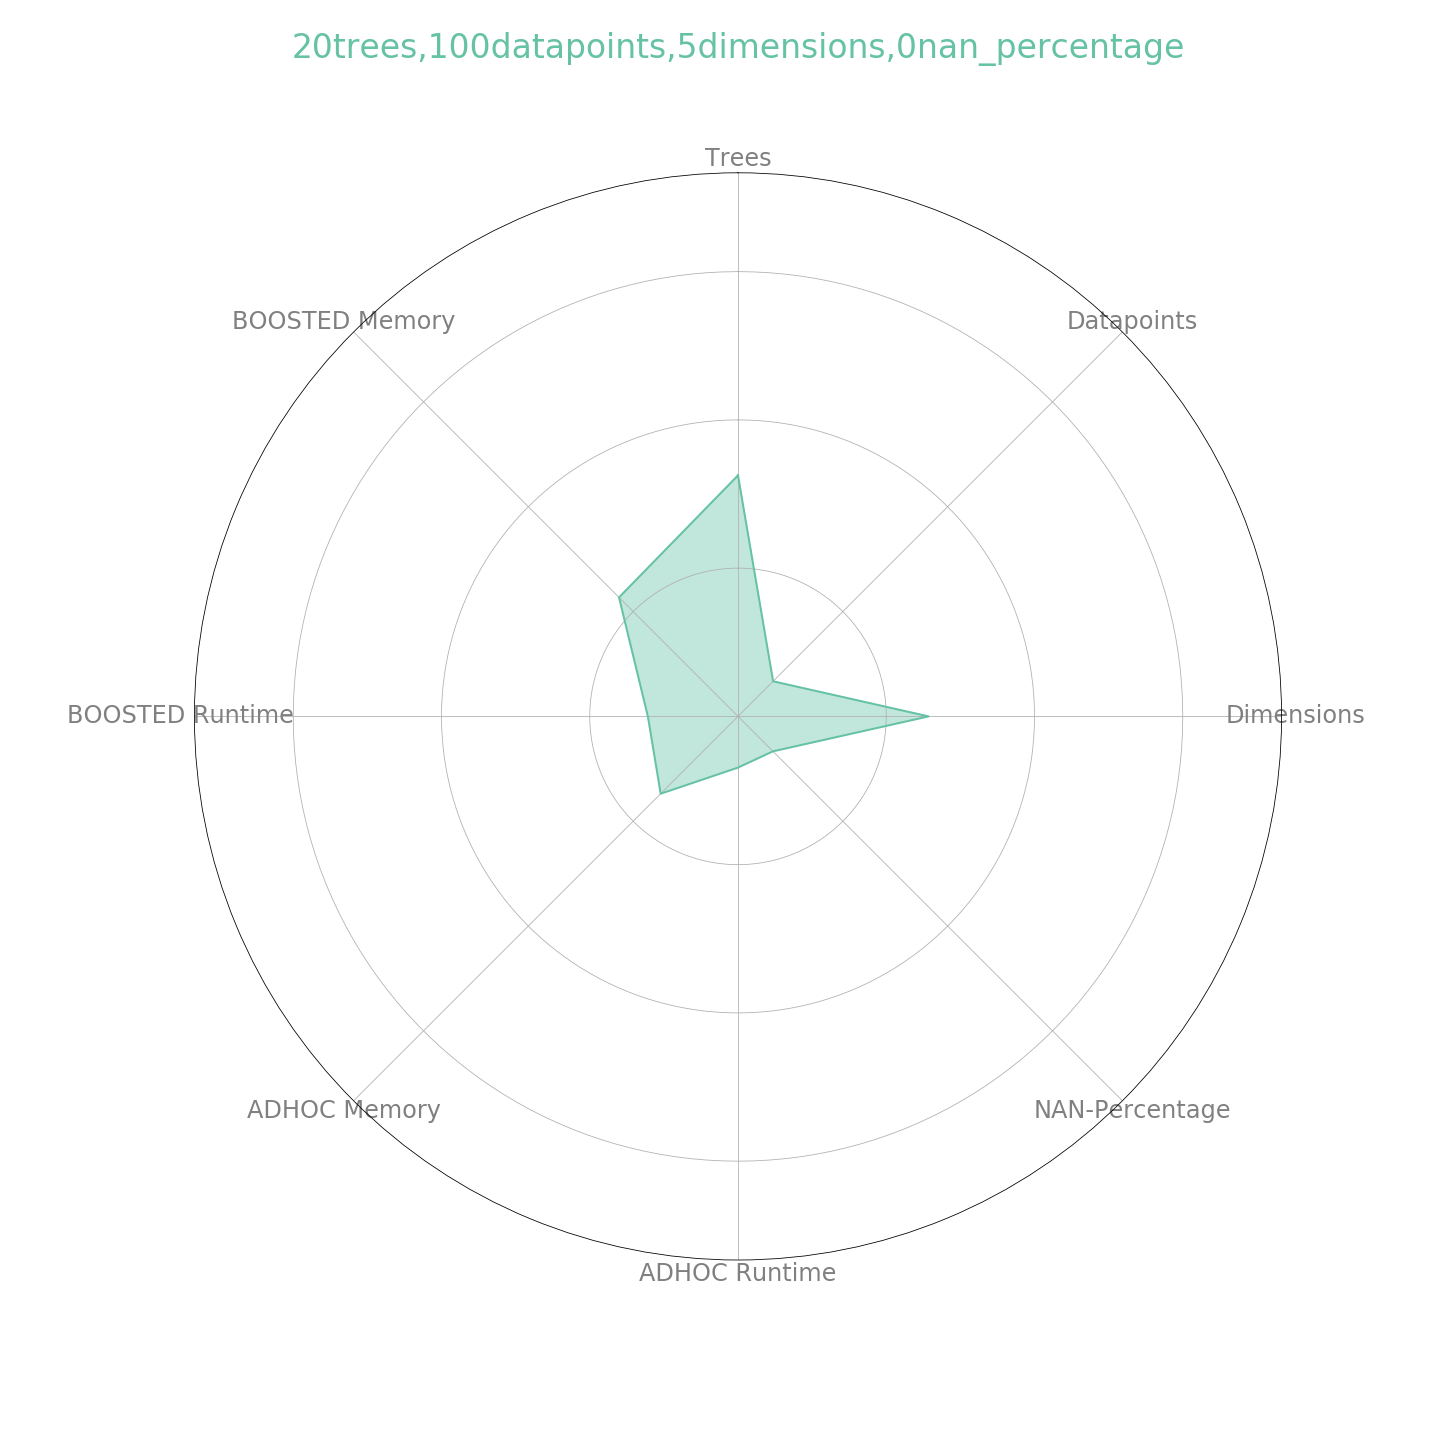 20trees,100datapoints,5dimensions,0nan_percentage
Trees
BOOSTED Memory
Datapoints
BOOSTED Runtime
Dimensions
ADHOC Memory
NAN-Percentage
ADHOC Runtime